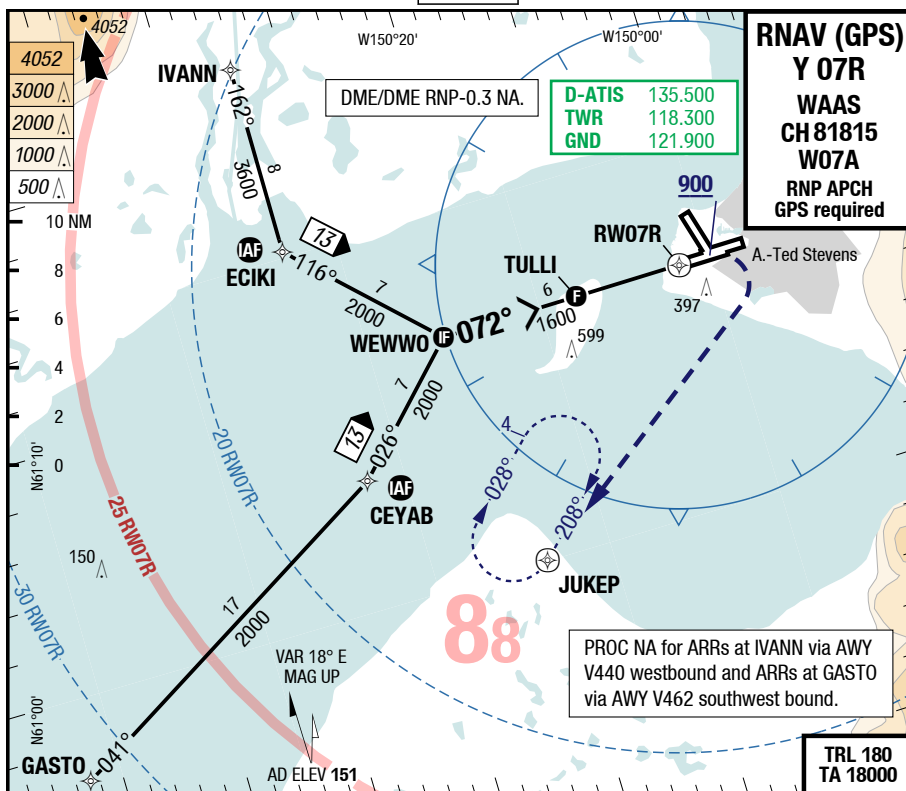 4052
4052
3000
2000
1000
500
W150°20'
W150°00'
RNAV (GPS)
Y 07R
WAAS
CH 81815
W07A
RNP APCH
GPS required
IVANN
162°
8
3600
DME/DME RNP-0.3 NA.
D-ATIS 135.500
TWR 118.300
GND 121.900
900
10 NM
8
6
4
2
0
N61°10'
N61°00'
IAF
ECIKI
13
116°
7
2000
RW07R
A.-Ted Stevens
TULLI
F
397
WEWWO
IF
072°
6
1600
599
7
2000
13
026°
IAF
CEYAB
20 RW07R
25 RW07R
30 RW07R
4
028°
208°
JUKEP
150
17
2000
88
VAR 18° E
MAG UP
PROC NA for ARRs at IVANN via AWY
V440 westbound and ARRs at GASTO
via AWY V462 southwest bound.
GASTO
041°
AD ELEV 151
TRL 180
TA 18000